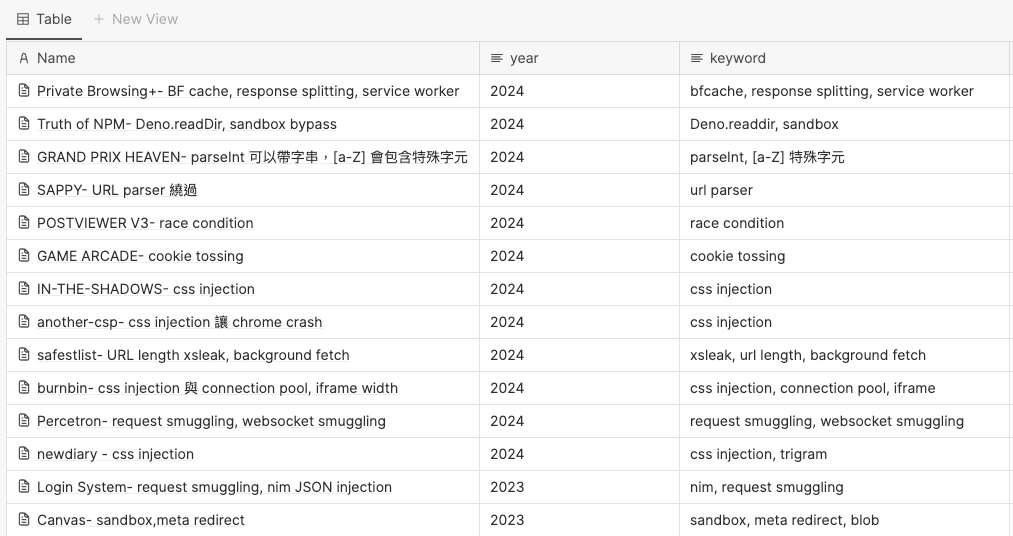 Table + New View
Name year keyword
Private Browsing+- BF cache, response splitting, service worker 2024 bfcache, response splitting, service worker
Truth of NPM- Deno.readDir, sandbox bypass 2024 Deno.readdir, sandbox
GRAND PRIX HEAVEN- parseInt 可以帶字串，[a-Z] 會包含特殊字元 2024 parseInt, [a-Z] 特殊字元
SAPPY- URL parser 繞過 2024 url parser
POSTVIEWER V3- race condition 2024 race condition
GAME ARCADE- cookie tossing 2024 cookie tossing
IN-THE-SHADOWS- css injection 2024 css injection
another-csp- css injection 讓 chrome crash 2024 css injection
safestlist- URL length xsleak, background fetch 2024 xsleak, url length, background fetch
burnbin- css injection 與 connection pool, iframe width 2024 css injection, connection pool, iframe
Percetron- request smuggling, websocket smuggling 2024 request smuggling, websocket smuggling
newdiary - css injection 2024 css injection, trigram
Login System- request smuggling, nim JSON injection 2023 nim, request smuggling
Canvas- sandbox,meta redirect 2023 sandbox, meta redirect, blob